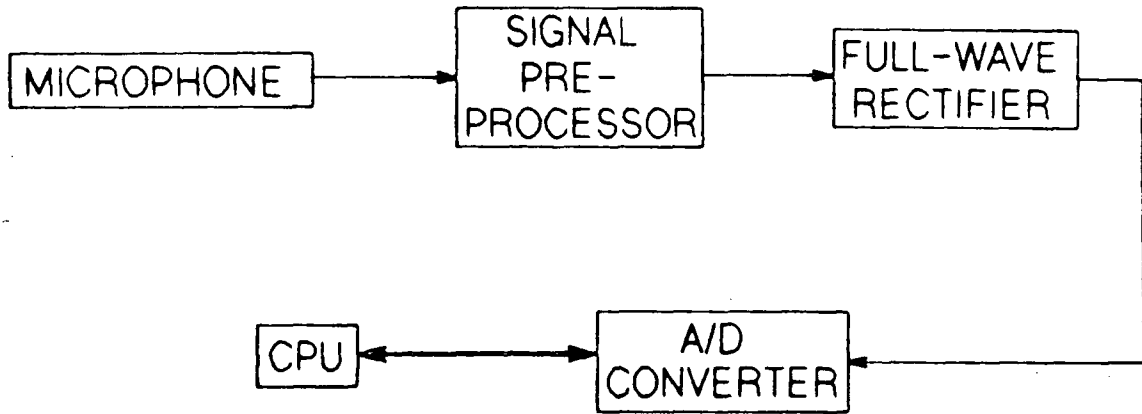 MICROPHONE
SIGNAL
PRE-
PROCESSOR
FULL-WAVE
RECTIFIER
CPU
A/D
CONVERTER